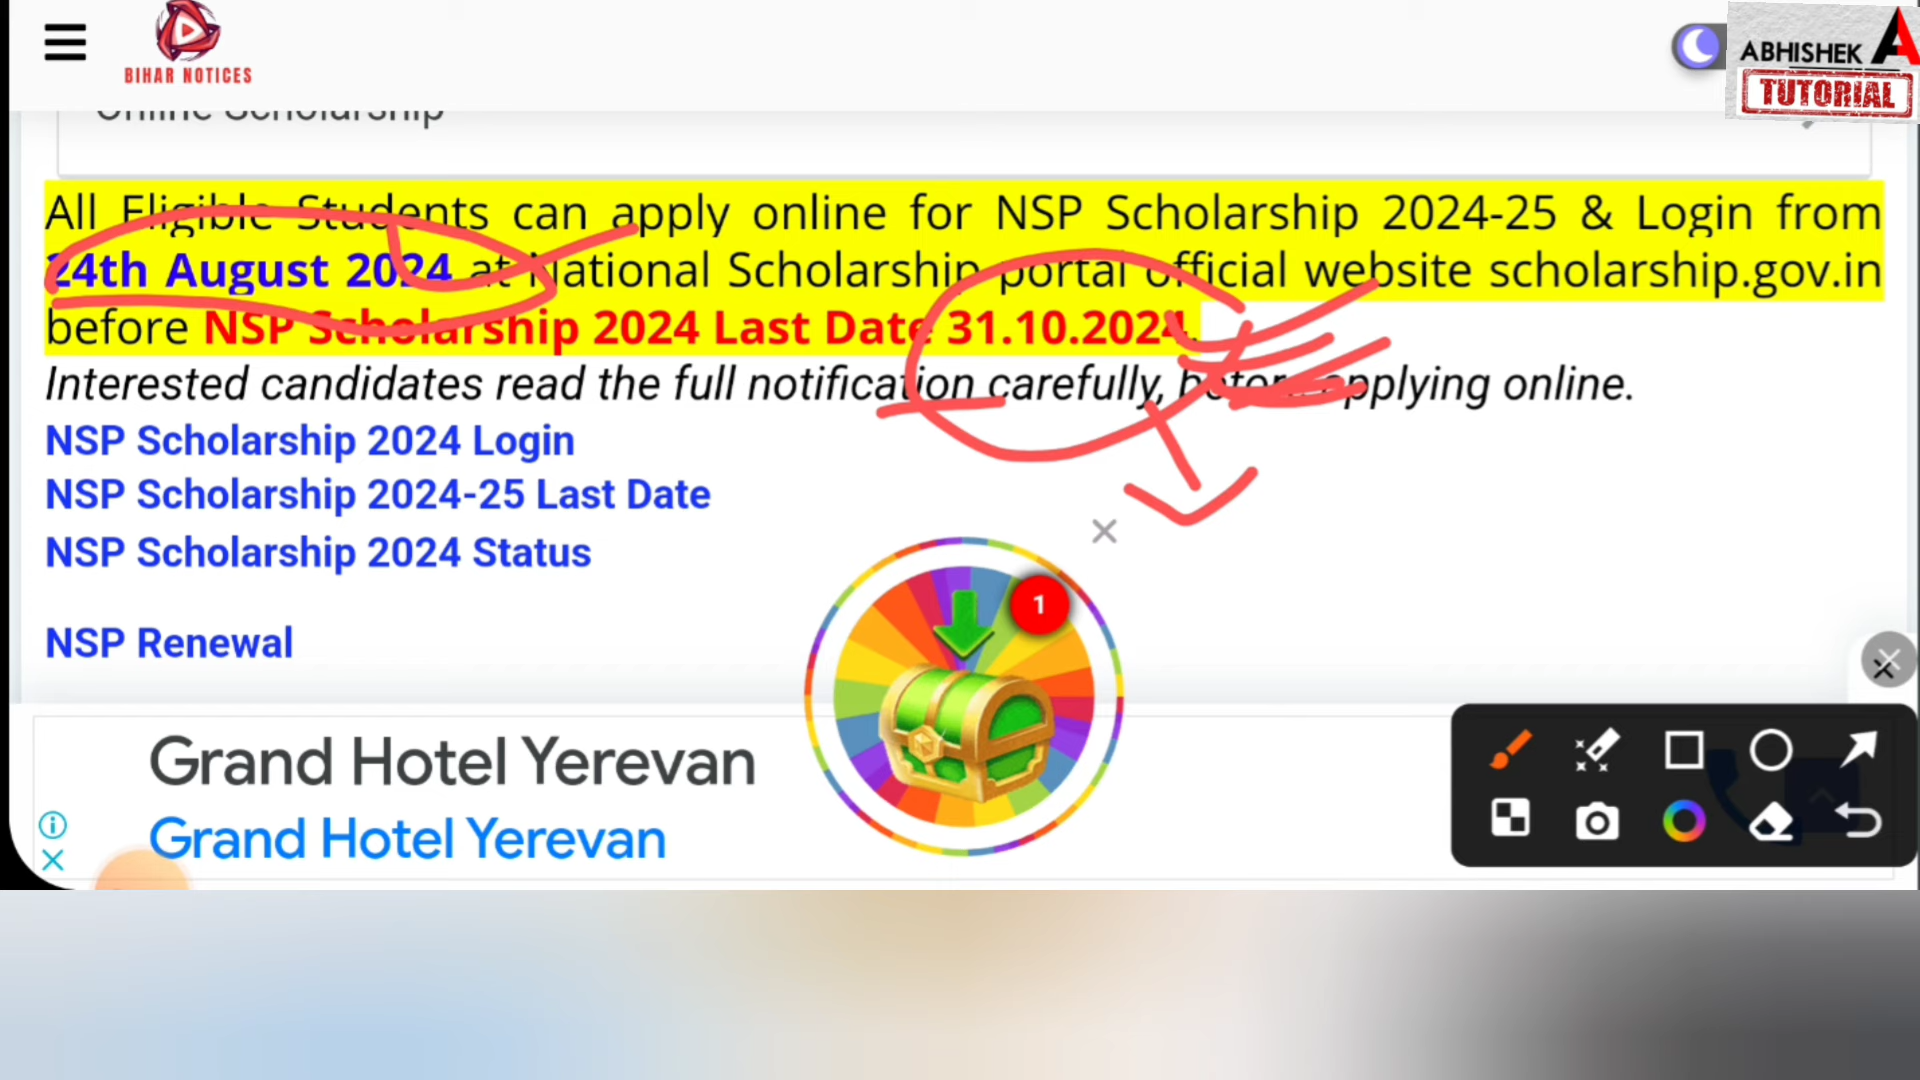 BIHAR NOTICES
ABHISHEK
TUTORIAL
Online Scholarship
All Eligible Students can apply online for NSP Scholarship 2024-25 & Login from
24th August 2024 at National Scholarship portal official website scholarship.gov.in
before NSP Scholarship 2024 Last Date 31.10.2024.
Interested candidates read the full notification carefully, before applying online.
NSP Scholarship 2024 Login
NSP Scholarship 2024-25 Last Date
NSP Scholarship 2024 Status
NSP Renewal
1
Grand Hotel Yerevan
Grand Hotel Yerevan